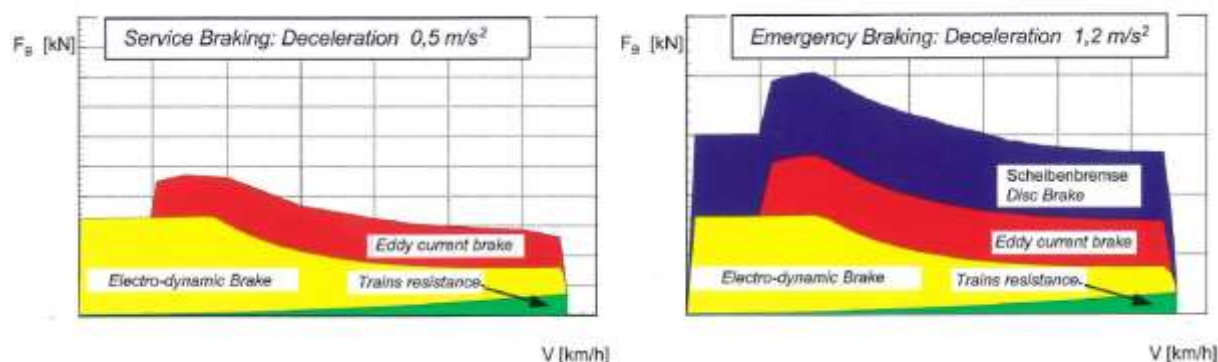 F_B [kN]
Service Braking: Deceleration 0,5 m/s²
Eddy current brake
Electro-dynamic Brake
Trains resistance
V [km/h]
F_B [kN]
Emergency Braking: Deceleration 1,2 m/s²
Scheibenbremse
Disc Brake
Eddy current brake
Electro-dynamic Brake
Trains resistance
V [km/h]